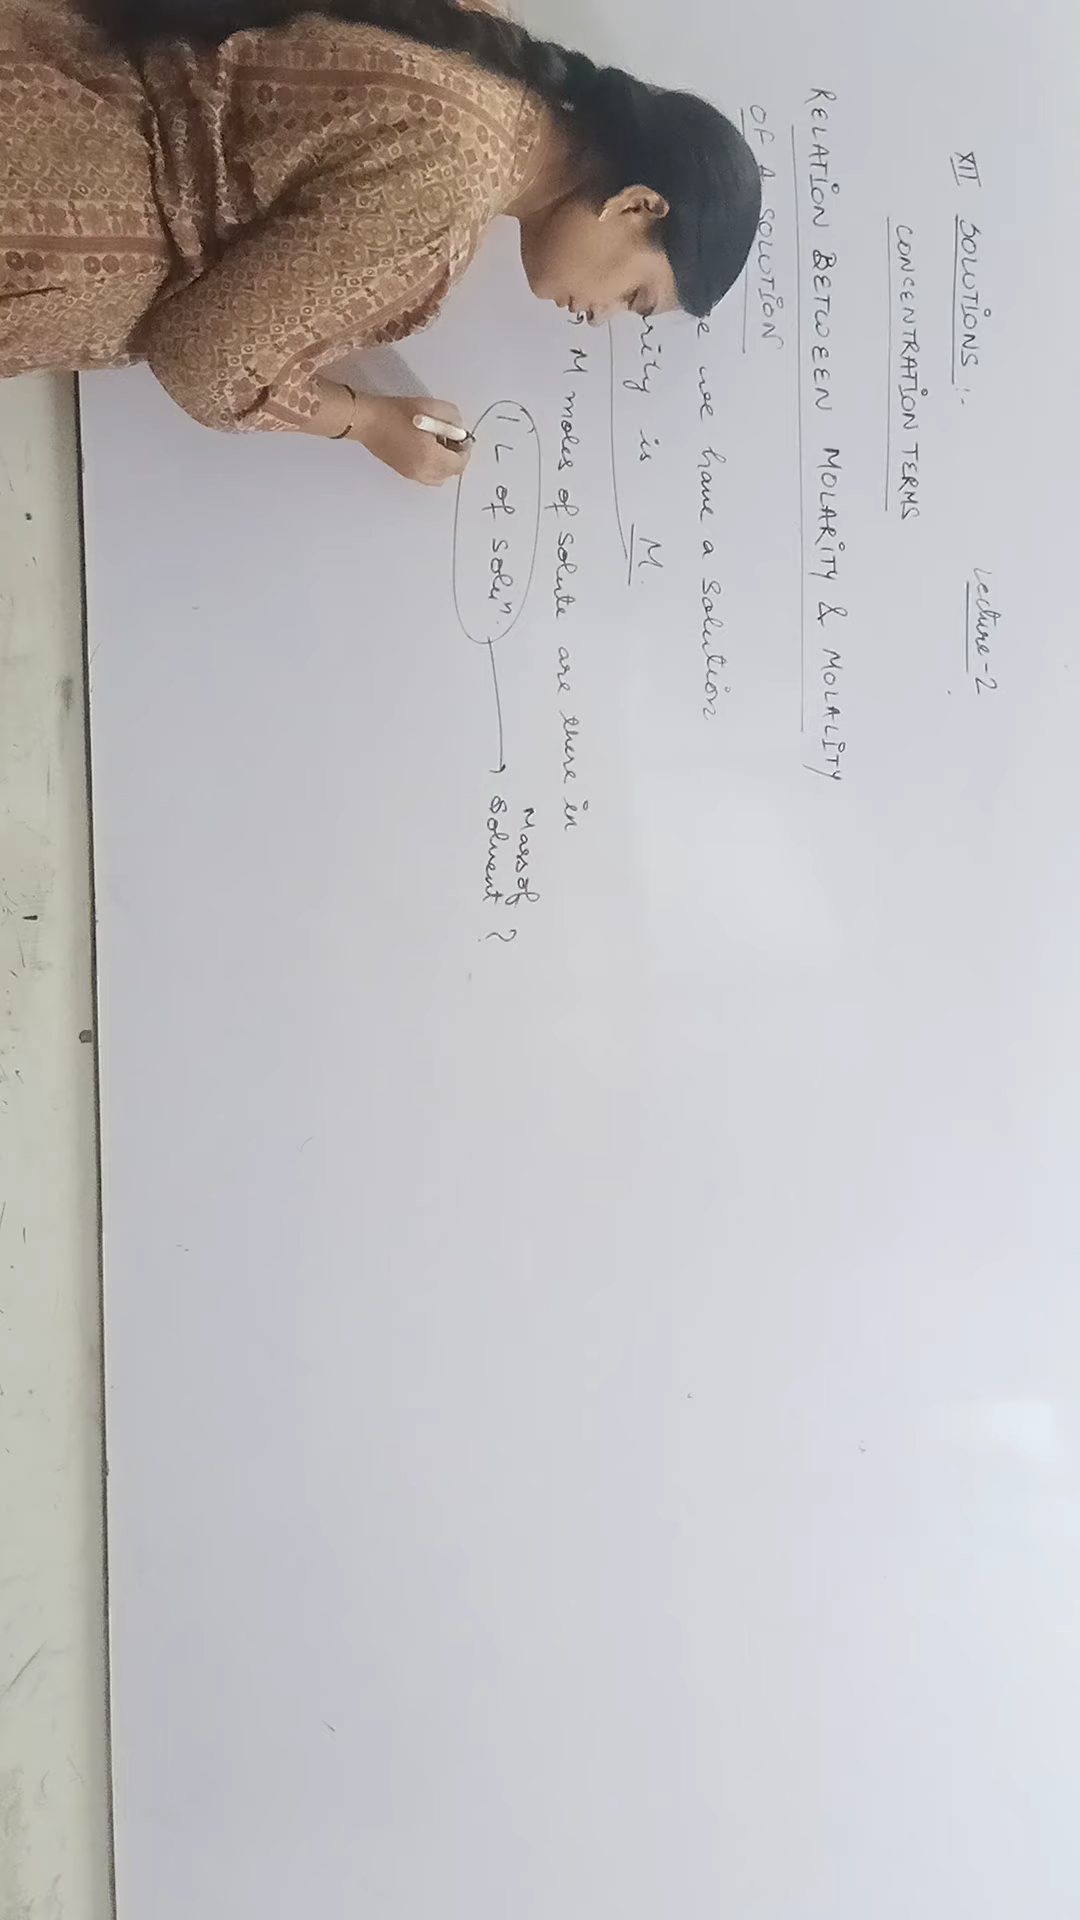 XII SOLUTIONS :- Lecture-2
CONCENTRATION TERMS
RELATION BETWEEN MOLARITY & MOLALITY
OF A SOLUTION
we have a solution
is M.
M moles of solute are there in
1 L of soluⁿ. → Mass of
Solvent ?